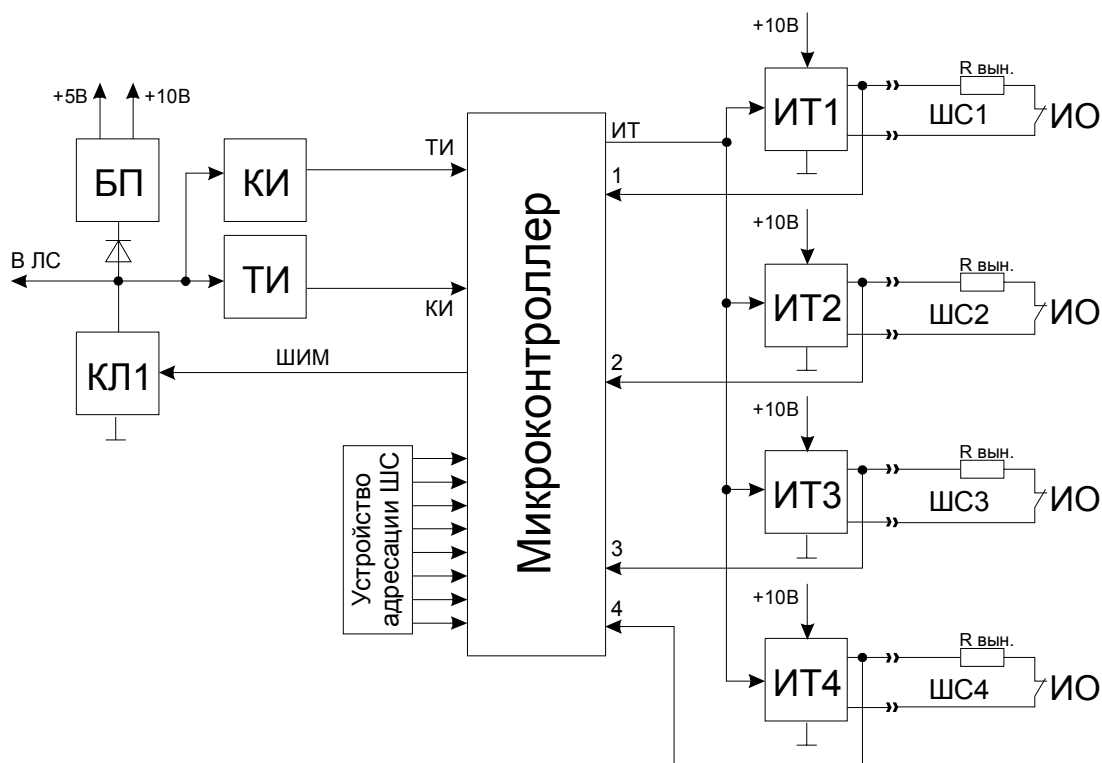 +5В
+10В
БП
КИ
ТИ
В ЛС
ТИ
КИ
КЛ1
ШИМ
Устройство
адресации ШС
Микроконтроллер
ИТ
1
2
3
4
+10В
ИТ1
R вын.
ШС1
ИО
+10В
ИТ2
R вын.
ШС2
ИО
+10В
ИТ3
R вын.
ШС3
ИО
+10В
ИТ4
R вын.
ШС4
ИО